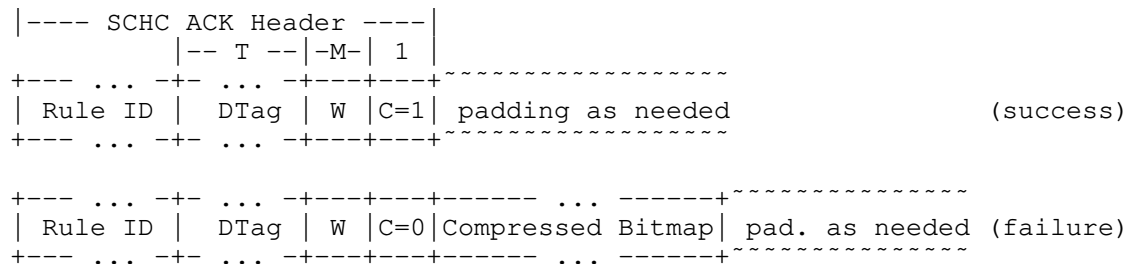 |---- SCHC ACK Header ----|
|-- T --|-M-| 1 |
+--- ... -+- ... -+---+---+~~~~~~~~~~~~~~~~~~
| Rule ID | DTag | W |C=1| padding as needed (success)
+--- ... -+- ... -+---+---+~~~~~~~~~~~~~~~~~~
+--- ... -+- ... -+---+---+------ ... ------+~~~~~~~~~~~~~~~
| Rule ID | DTag | W |C=0|Compressed Bitmap| pad. as needed (failure)
+--- ... -+- ... -+---+---+------ ... ------+~~~~~~~~~~~~~~~